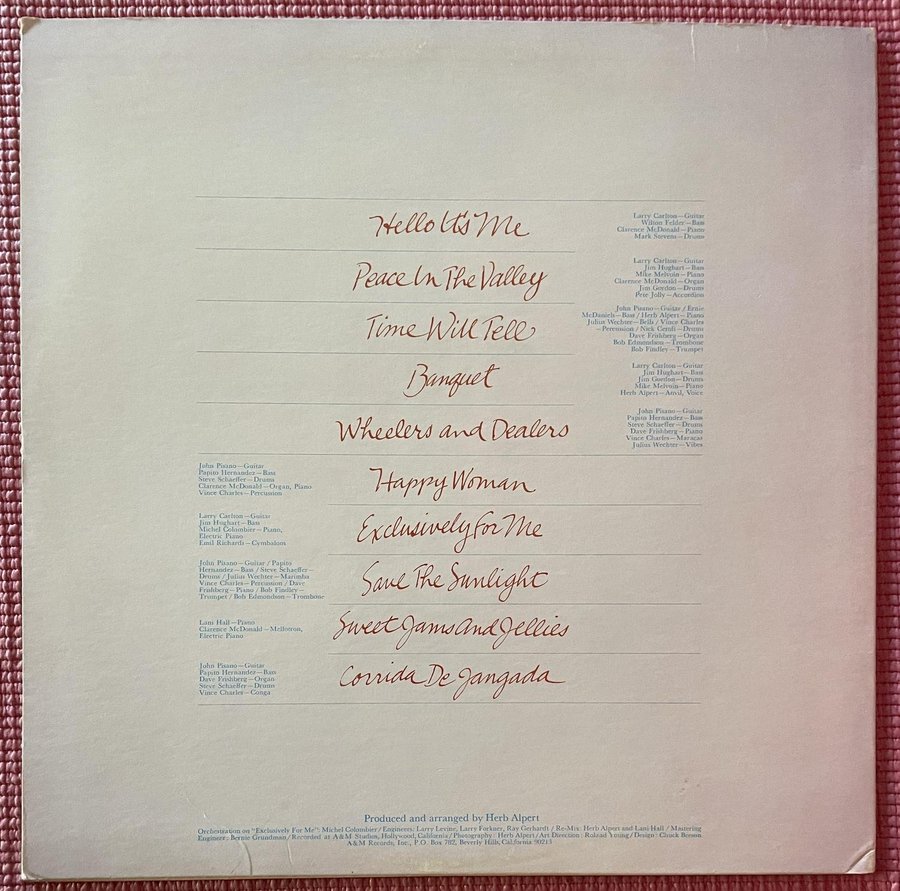 Hello It's Me
Larry Carlton—Guitar
Wilton Felder—Bass
Clarence McDonald—Piano
Mark Stevens—Drums
Peace In The Valley
Larry Carlton—Guitar
Jim Hughart—Bass
Mike Melvoin—Piano
Clarence McDonald—Organ
Jim Gordon—Drums
Pete Jolly—Accordion
Time Will Tell
John Pisano—Guitar / Ernie
McDaniels—Bass / Herb Alpert—Piano
Julius Wechter—Bells / Vince Charles
—Percussion / Nick Ceroli—Drums
Dave Frishberg—Organ
Bob Edmondson—Trombone
Bob Findley—Trumpet
Banquet
Larry Carlton—Guitar
Jim Hughart—Bass
Jim Gordon—Drums
Mike Melvoin—Piano
Herb Alpert—Anvil, Voice
Wheelers and Dealers
John Pisano—Guitar
Papito Hernandez—Bass
Steve Schaeffer—Drums
Dave Frishberg—Piano
Vince Charles—Maracas
Julius Wechter—Vibes
John Pisano—Guitar
Papito Hernandez—Bass
Steve Schaeffer—Drums
Clarence McDonald—Organ, Piano
Vince Charles—Percussion
Happy Woman
Larry Carlton—Guitar
Jim Hughart—Bass
Michel Colombier—Piano,
Electric Piano
Emil Richards—Cymbalons
Exclusively For Me
John Pisano—Guitar / Papito
Hernandez—Bass / Steve Schaeffer—
Drums / Julius Wechter—Marimba
Vince Charles—Percussion / Dave
Frishberg—Piano / Bob Findley—
Trumpet / Bob Edmondson—Trombone
Save The Sunlight
Lani Hall—Piano
Clarence McDonald—Mellotron,
Electric Piano
Sweet Jams And Jellies
John Pisano—Guitar
Papito Hernandez—Bass
Dave Frishberg—Organ
Steve Schaeffer—Drums
Vince Charles—Conga
Corrida De Jangada
Produced and arranged by Herb Alpert
Orchestration on "Exclusively For Me": Michel Colombier / Engineers: Larry Levine, Larry Forkner, Ray Gerhardt / Re-Mix: Herb Alpert and Lani Hall / Mastering
Engineer: Bernie Grundman / Recorded at A&M Studios, Hollywood, California / Photography: Herb Alpert / Art Direction: Roland Young / Design: Chuck Beeson
A&M Records, Inc., P.O. Box 782, Beverly Hills, California 90213